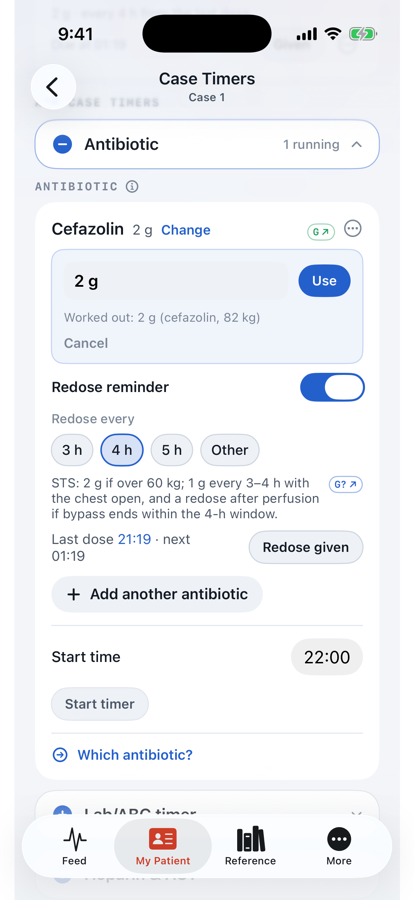 9:41
Case Timers
Case 1
CASE TIMERS
Antibiotic
1 running
ANTIBIOTIC
Cefazolin 2 g Change
G ↗
2 g
Use
Worked out: 2 g (cefazolin, 82 kg)
Cancel
Redose reminder
Redose every
3 h
4 h
5 h
Other
STS: 2 g if over 60 kg; 1 g every 3–4 h with
the chest open, and a redose after perfusion
if bypass ends within the 4-h window.
G? ↗
Last dose 21:19 · next
01:19
Redose given
+ Add another antibiotic
Start time
22:00
Start timer
Which antibiotic?
Lab/ABG timer
Feed
My Patient
Reference
More